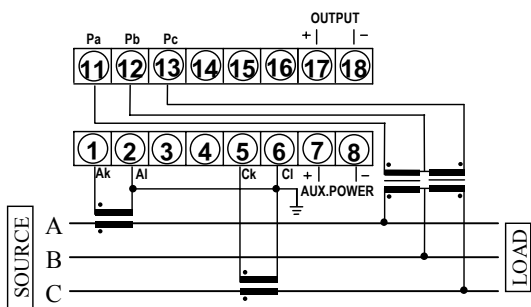 OUTPUT
Pa Pb Pc + | | −
11 12 13 14 15 16 17 18
1 2 3 4 5 6 7 8
Ak Al Ck Cl + | | −
AUX.POWER
SOURCE
A
B
C
LOAD